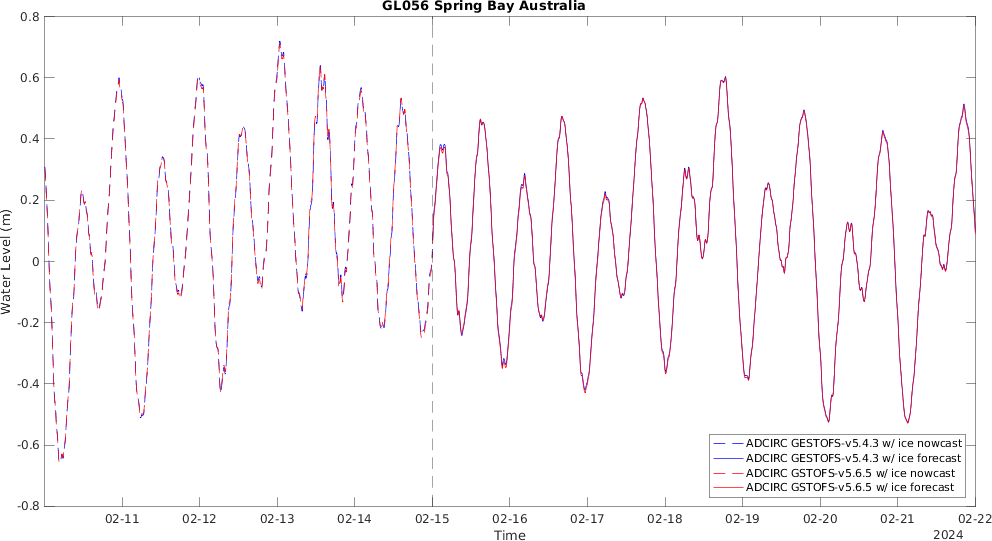 GL056 Spring Bay Australia
0.8
0.6
0.4
0.2
0
-0.2
-0.4
-0.6
-0.8
Water Level (m)
ADCIRC GESTOFS-v5.4.3 w/ ice nowcast
ADCIRC GESTOFS-v5.4.3 w/ ice forecast
ADCIRC GSTOFS-v5.6.5 w/ ice nowcast
ADCIRC GSTOFS-v5.6.5 w/ ice forecast
02-11 02-12 02-13 02-14 02-15 02-16 02-17 02-18 02-19 02-20 02-21 02-22
Time
2024